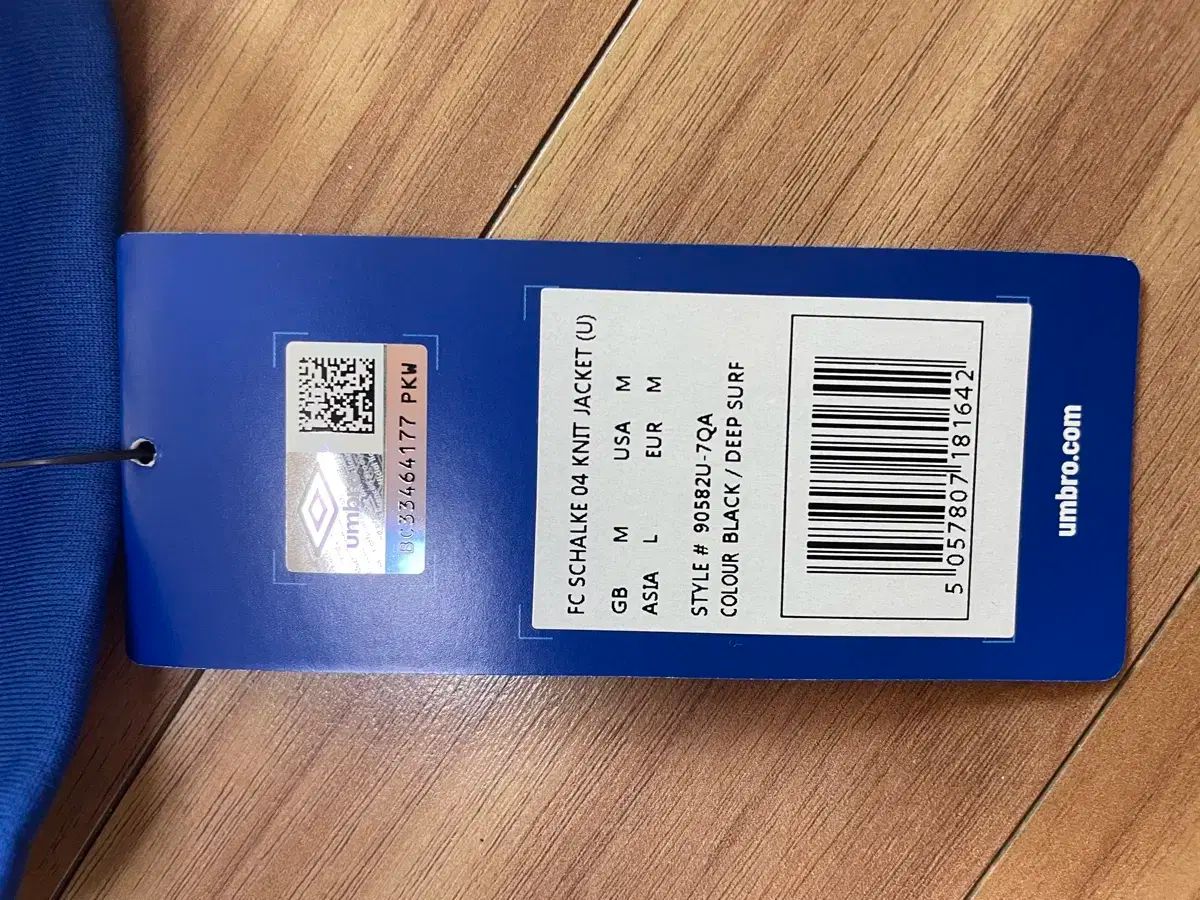 umbro
BC33464177 PKW
FC SCHALKE 04 KNIT JACKET (U)
GB M USA M
ASIA L EUR M
STYLE # 90582U-7QA
COLOUR BLACK / DEEP SURF
5 057807 181642
umbro.com